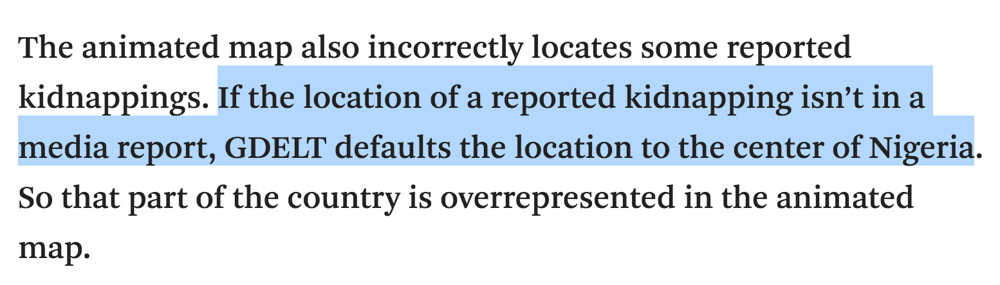 The animated map also incorrectly locates some reported
kidnappings. If the location of a reported kidnapping isn’t in a
media report, GDELT defaults the location to the center of Nigeria.
So that part of the country is overrepresented in the animated
map.